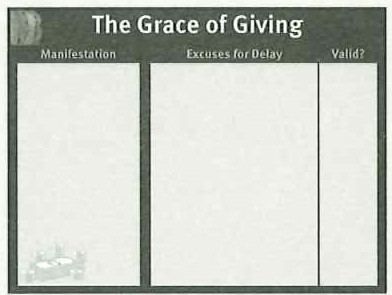 The Grace of Giving
Manifestation Excuses for Delay Valid?